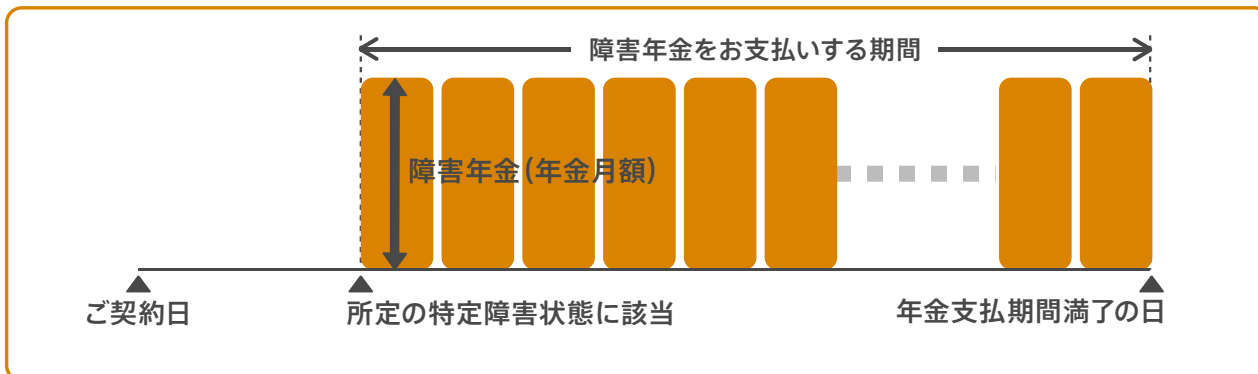 障害年金をお支払いする期間
障害年金(年金月額)
ご契約日
所定の特定障害状態に該当
年金支払期間満了の日